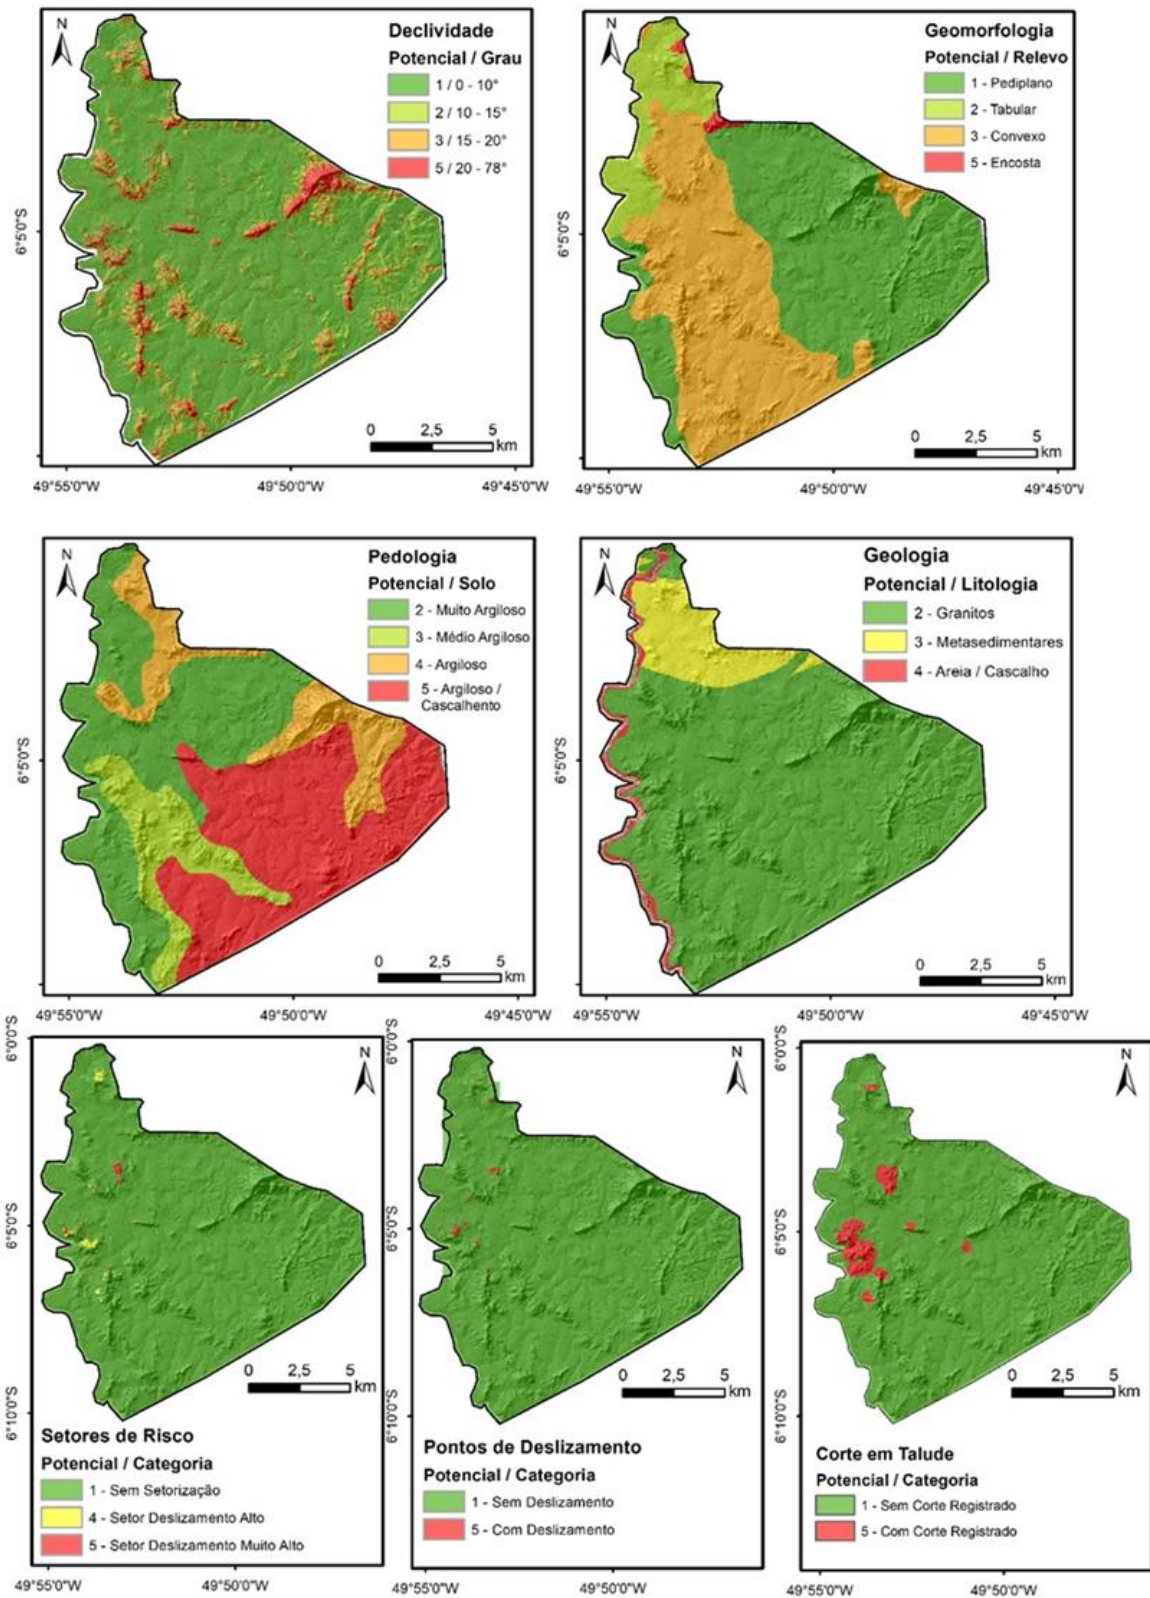 N
Declividade
Potencial / Grau
1 / 0 - 10°
2 / 10 - 15°
3 / 15 - 20°
5 / 20 - 78°
6°5'0"S
0 2,5 5
km
49°55'0"W 49°50'0"W 49°45'0"W
N
Geomorfologia
Potencial / Relevo
1 - Pediplano
2 - Tabular
3 - Convexo
5 - Encosta
6°5'0"S
0 2,5 5
km
49°55'0"W 49°50'0"W 49°45'0"W
N
Pedologia
Potencial / Solo
2 - Muito Argiloso
3 - Médio Argiloso
4 - Argiloso
5 - Argiloso /
Cascalhento
6°5'0"S
0 2,5 5
km
49°55'0"W 49°50'0"W 49°45'0"W
N
Geologia
Potencial / Litologia
2 - Granitos
3 - Metasedimentares
4 - Areia / Cascalho
6°5'0"S
0 2,5 5
km
49°55'0"W 49°50'0"W 49°45'0"W
6°0'0"S
N
6°5'0"S
0 2,5 5
km
6°10'0"S
Setores de Risco
Potencial / Categoria
1 - Sem Setorização
4 - Setor Deslizamento Alto
5 - Setor Deslizamento Muito Alto
49°55'0"W 49°50'0"W
6°0'0"S
N
6°5'0"S
0 2,5 5
km
6°10'0"S
Pontos de Deslizamento
Potencial / Categoria
1 - Sem Deslizamento
5 - Com Deslizamento
49°55'0"W 49°50'0"W
6°0'0"S
N
6°5'0"S
0 2,5 5
km
6°10'0"S
Corte em Talude
Potencial / Categoria
1 - Sem Corte Registrado
5 - Com Corte Registrado
49°55'0"W 49°50'0"W